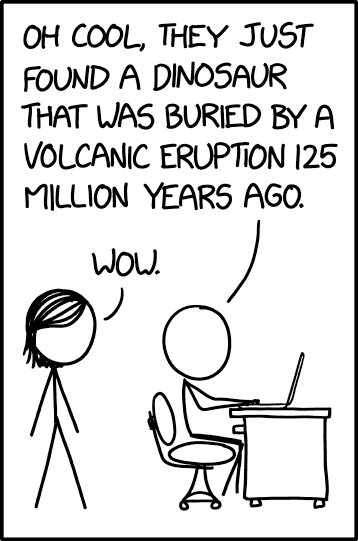 OH COOL, THEY JUST
FOUND A DINOSAUR
THAT WAS BURIED BY A
VOLCANIC ERUPTION 125
MILLION YEARS AGO.
WOW.